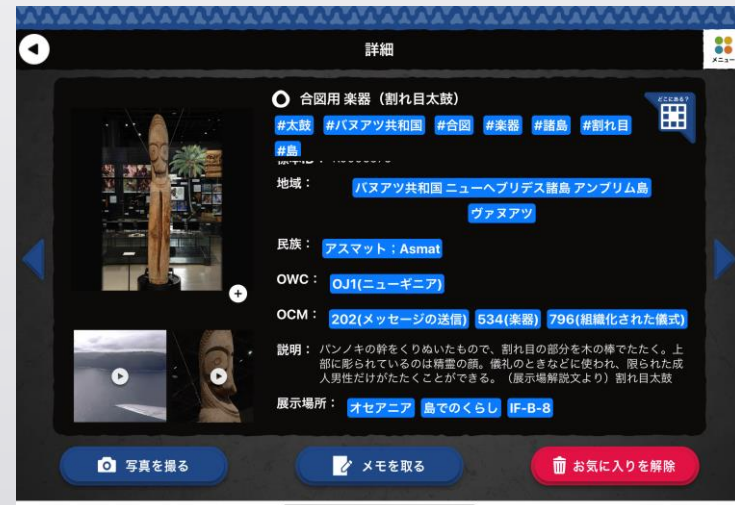 詳細
メニュー
合図用 楽器（割れ目太鼓）
どこにある?
#太鼓 #バヌアツ共和国 #合図 #楽器 #諸島 #割れ目
#島
地域： バヌアツ共和国 ニューヘブリデス諸島 アンブリム島
ヴァヌアツ
民族： アスマット；Asmat
OWC： OJ1(ニューギニア)
OCM： 202(メッセージの送信) 534(楽器) 796(組織化された儀式)
説明： パンノキの幹をくりぬいたもので、割れ目の部分を木の棒でたたく。上
部に彫られているのは精霊の顔。儀礼のときなどに使われ、限られた成
人男性だけがたたくことができる。（展示場解説文より）割れ目太鼓
展示場所： オセアニア 島でのくらし IF-B-8
写真を撮る メモを取る お気に入りを解除